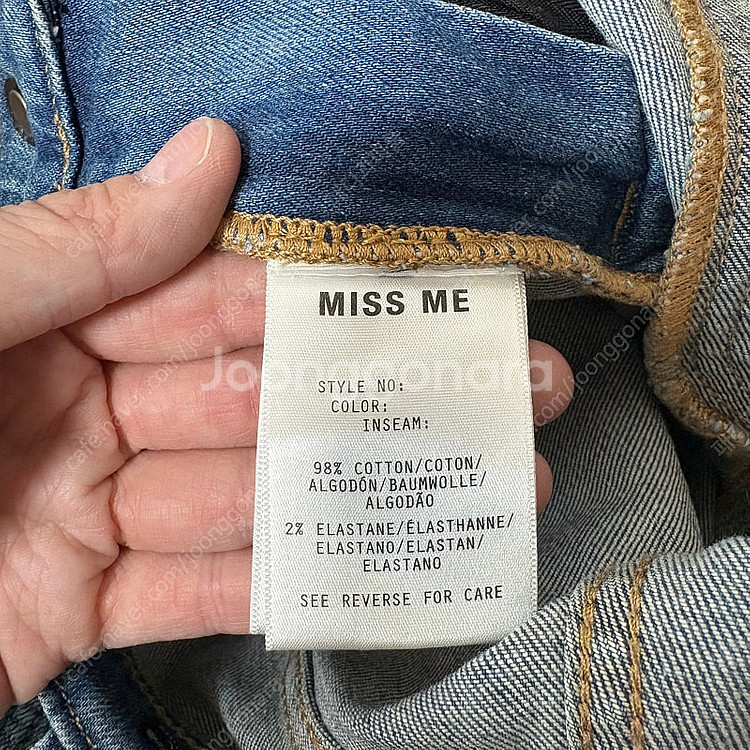 MISS ME
Joonggonara
STYLE NO:
COLOR:
INSEAM:
98% COTTON/COTON/
ALGODÓN/BAUMWOLLE/
ALGODÃO
2% ELASTANE/ÉLASTHANNE/
ELASTANO/ELASTAN/
ELASTANO
SEE REVERSE FOR CARE